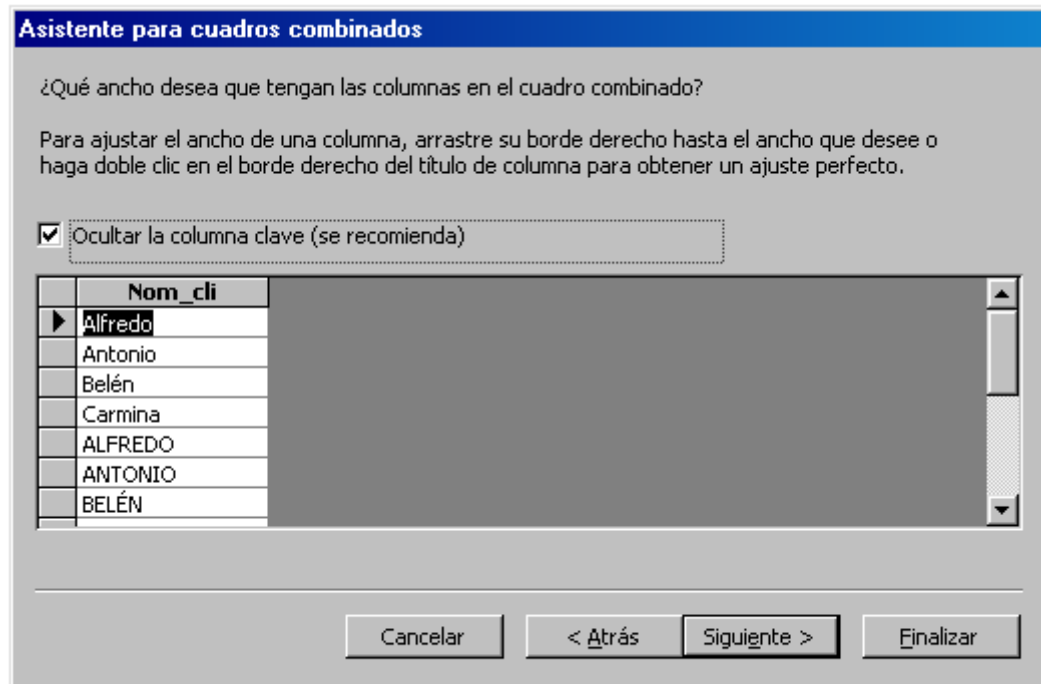 Asistente para cuadros combinados
¿Qué ancho desea que tengan las columnas en el cuadro combinado?
Para ajustar el ancho de una columna, arrastre su borde derecho hasta el ancho que desee o
haga doble clic en el borde derecho del título de columna para obtener un ajuste perfecto.
Ocultar la columna clave (se recomienda)
Nom_cli
Alfredo
Antonio
Belén
Carmina
ALFREDO
ANTONIO
BELÉN
Cancelar < Atrás Siguiente > Finalizar